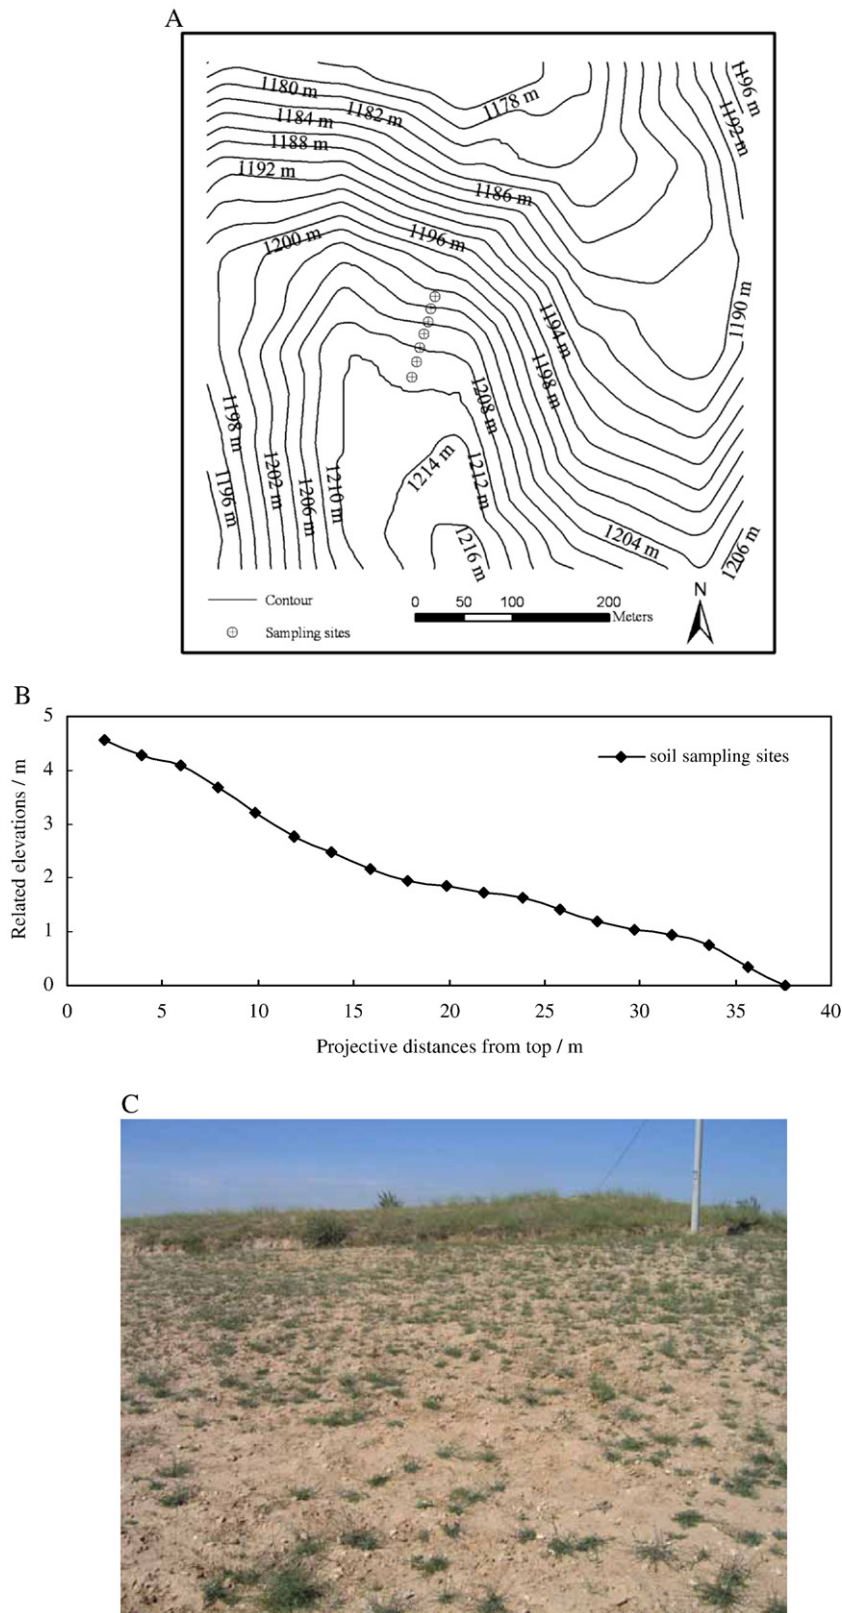 A
1180 m
1182 m
1184 m
1188 m
1192 m
1178 m
1196 m
1192 m
1186 m
1200 m
1196 m
1190 m
1194 m
1198 m
1208 m
1198 m
1196 m
1202 m
1206 m
1210 m
1214 m
1212 m
1216 m
1204 m
1206 m
Contour
Sampling sites
0 50 100 200
Meters
N
B
5
4
3
2
1
0
Related elevations / m
soil sampling sites
0 5 10 15 20 25 30 35 40
Projective distances from top / m
C